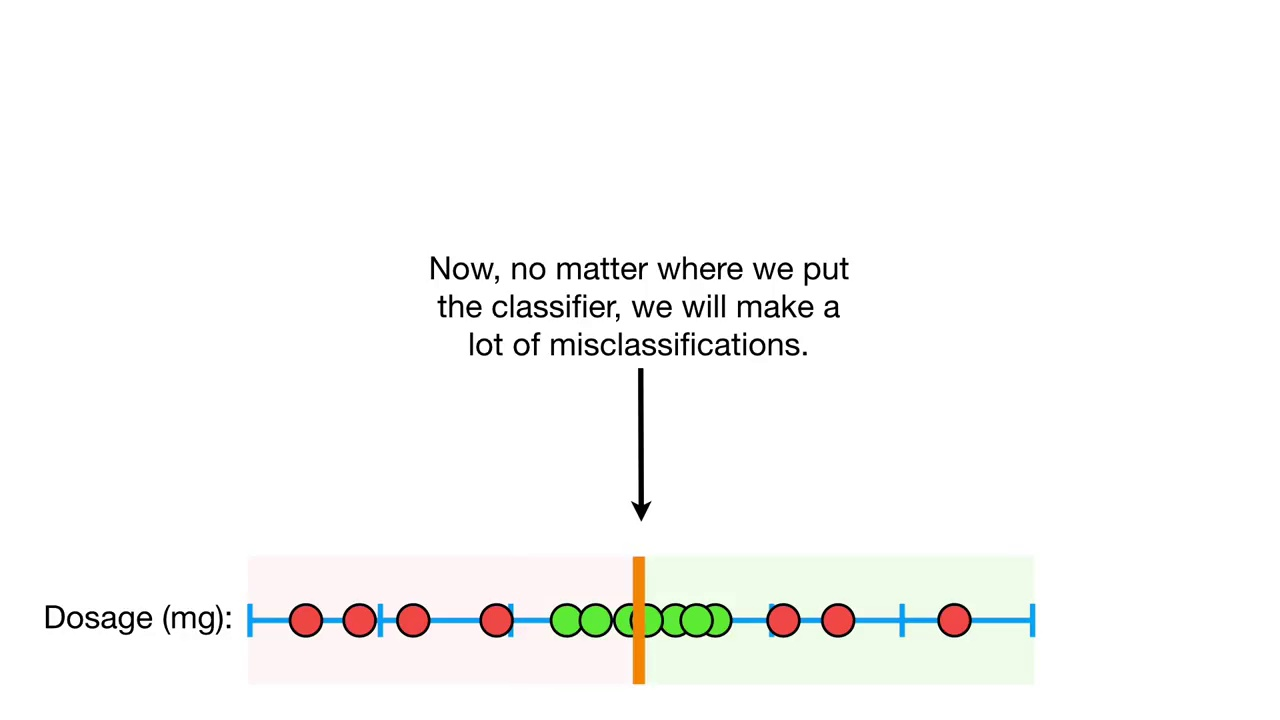 Now, no matter where we put
the classifier, we will make a
lot of misclassifications.
Dosage (mg):